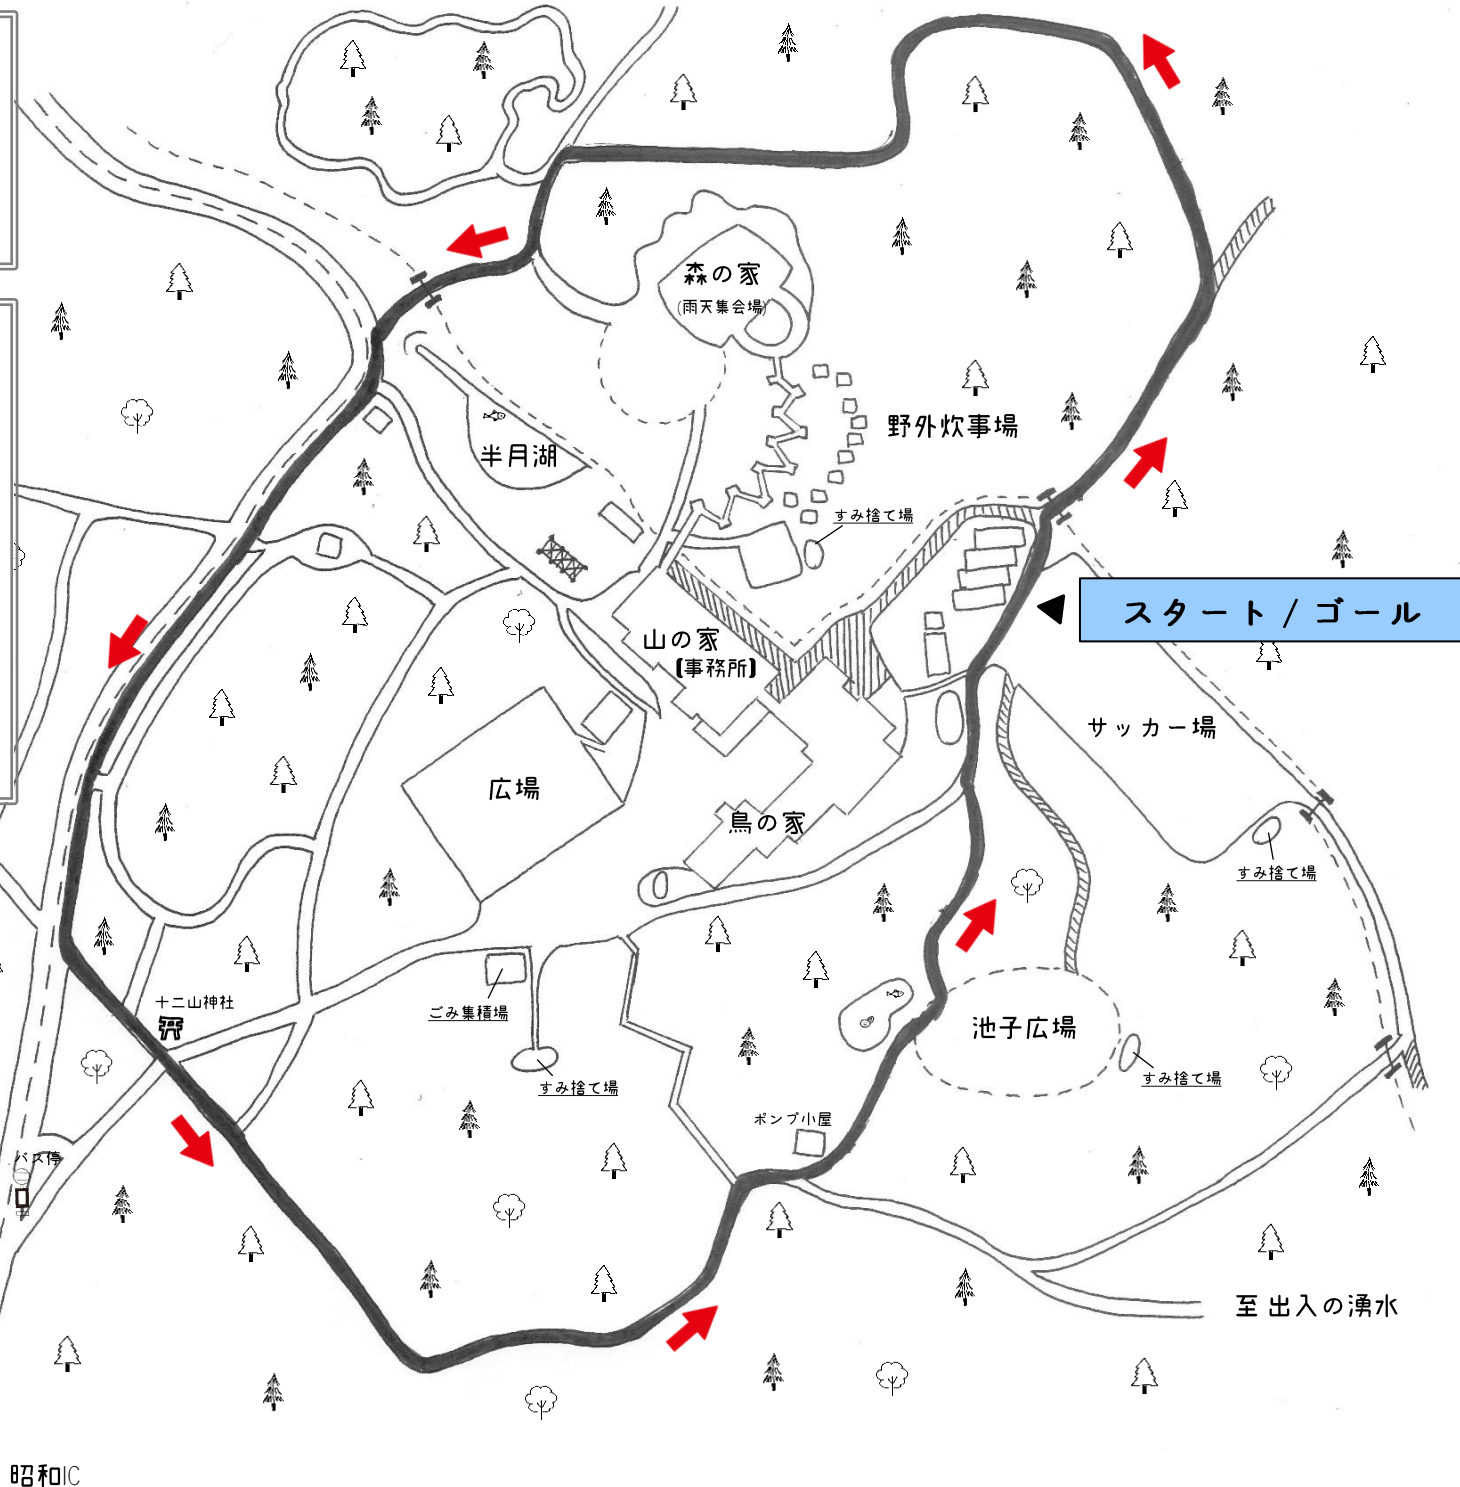 森の家
(雨天集会場)
野外炊事場
半月湖
すみ捨て場
スタート / ゴール
山の家
【事務所】
サッカー場
広場
鳥の家
すみ捨て場
十二山神社
ごみ集積場
池子広場
すみ捨て場
すみ捨て場
ポンプ小屋
バス停
至 出入の湧水
昭和IC